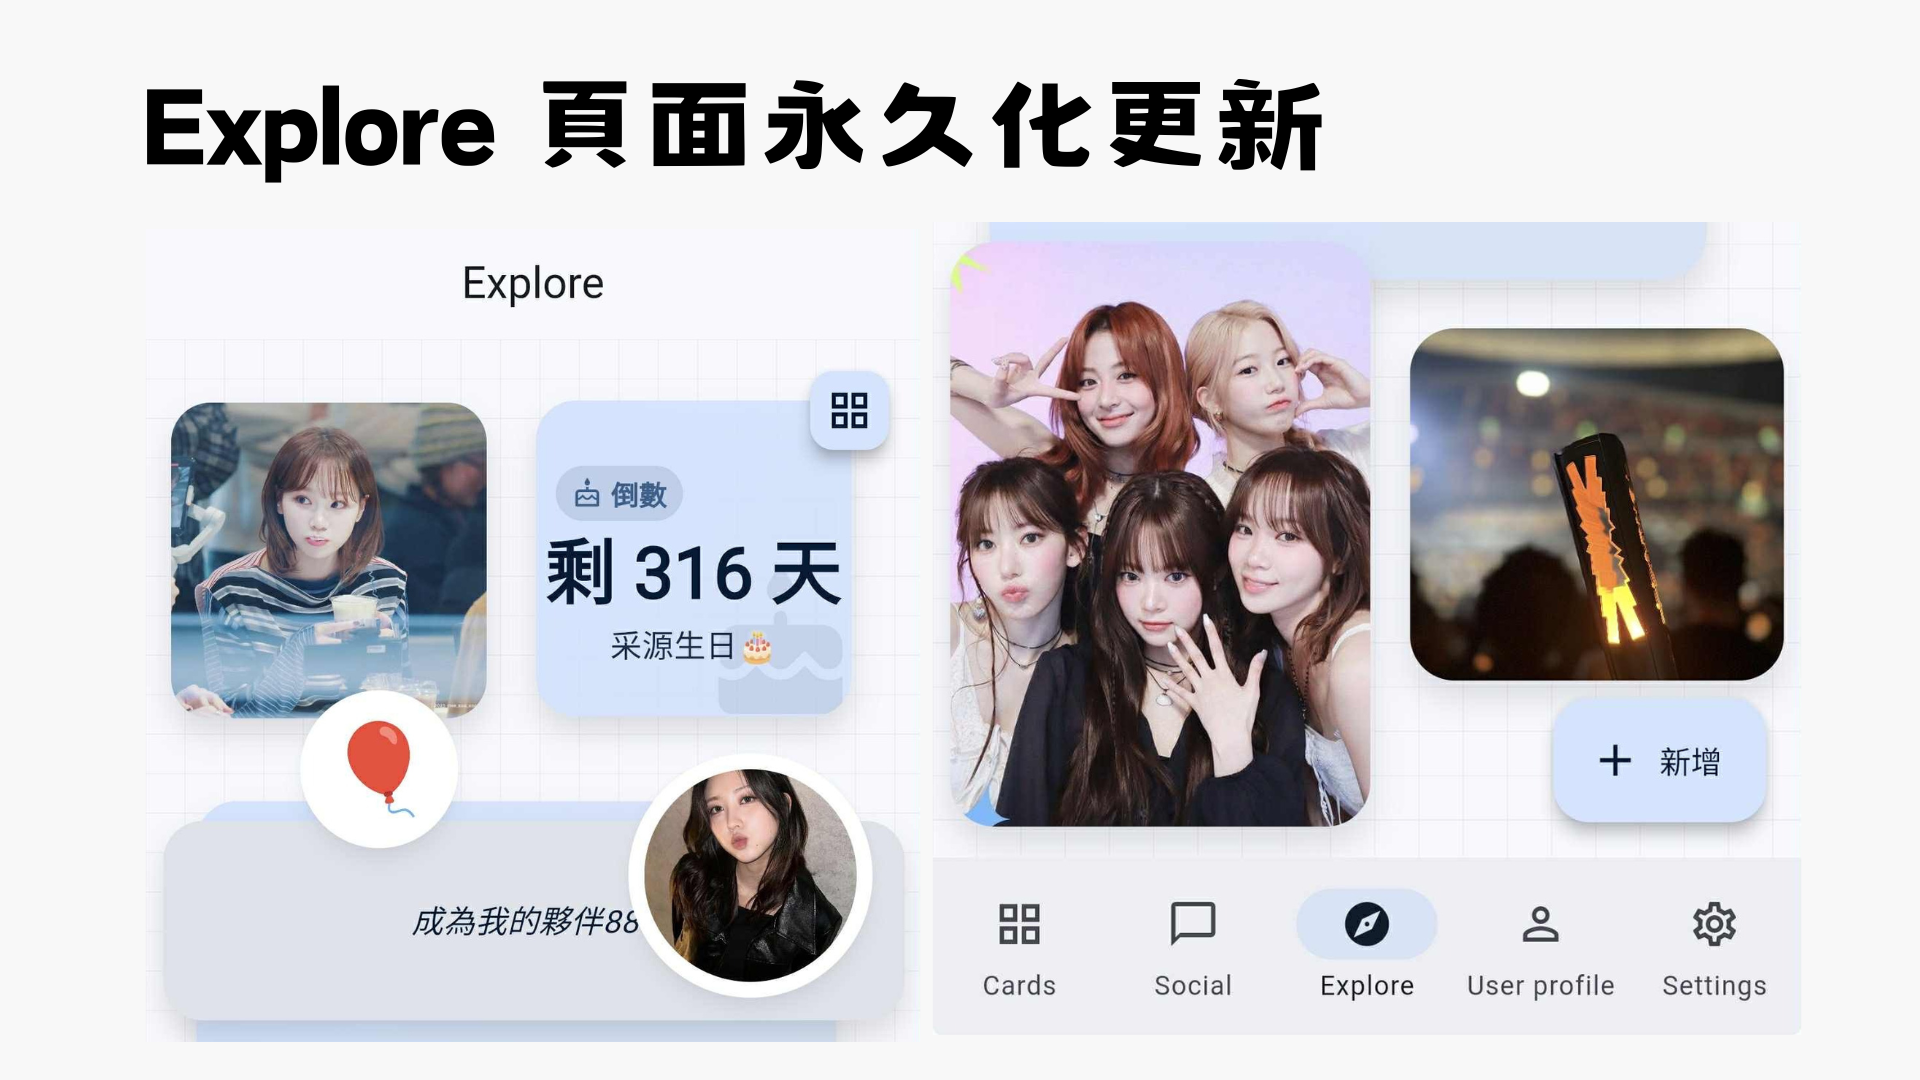 Explore 頁面永久化更新
Explore
倒數
剩 316 天
采源生日🎂
成為我的夥伴88
新增
Cards
Social
Explore
User profile
Settings